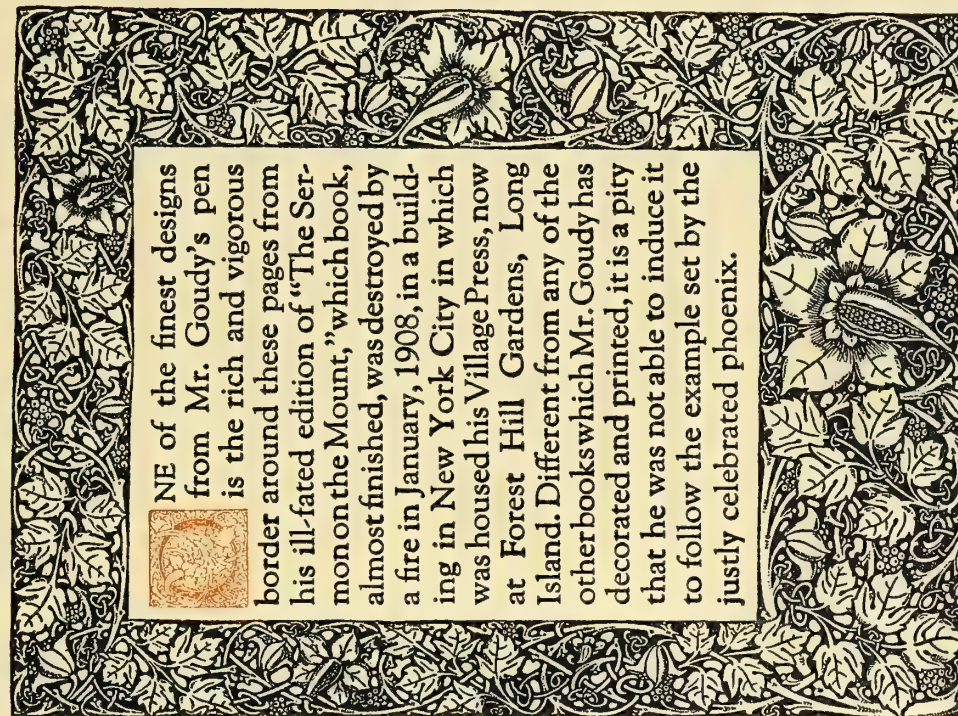 ONE of the finest designs
from Mr. Goudy's pen
is the rich and vigorous
border around these pages from
his ill-fated edition of “The Ser-
mon on the Mount,” which book,
almost finished, was destroyed by
a fire in January, 1908, in a build-
ing in New York City in which
was housed his Village Press, now
at Forest Hill Gardens, Long
Island. Different from any of the
other books which Mr. Goudy has
decorated and printed, it is a pity
that he was not able to induce it
to follow the example set by the
justly celebrated phoenix.